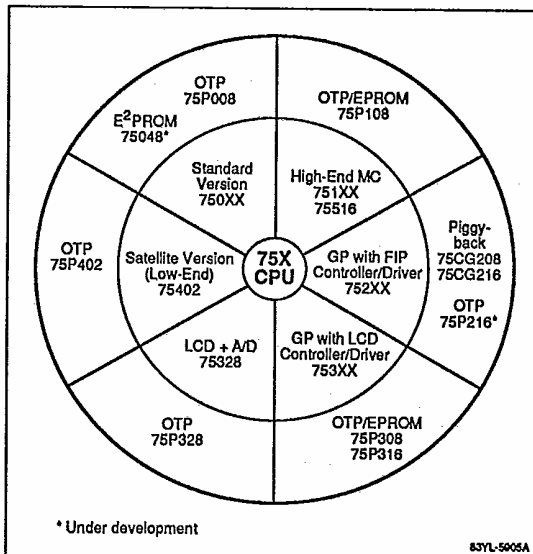 OTP
75P008
E²PROM
75048*
OTP/EPROM
75P108
Standard
Version
750XX
High-End MC
751XX
75516
OTP
75P402
Satellite Version
(Low-End)
75402
75X
CPU
GP with FIP
Controller/Driver
752XX
Piggy-
back
75CG208
75CG216
OTP
75P216*
LCD + A/D
75328
GP with LCD
Controller/Driver
753XX
OTP
75P328
OTP/EPROM
75P308
75P316
* Under development
83YL-5905A